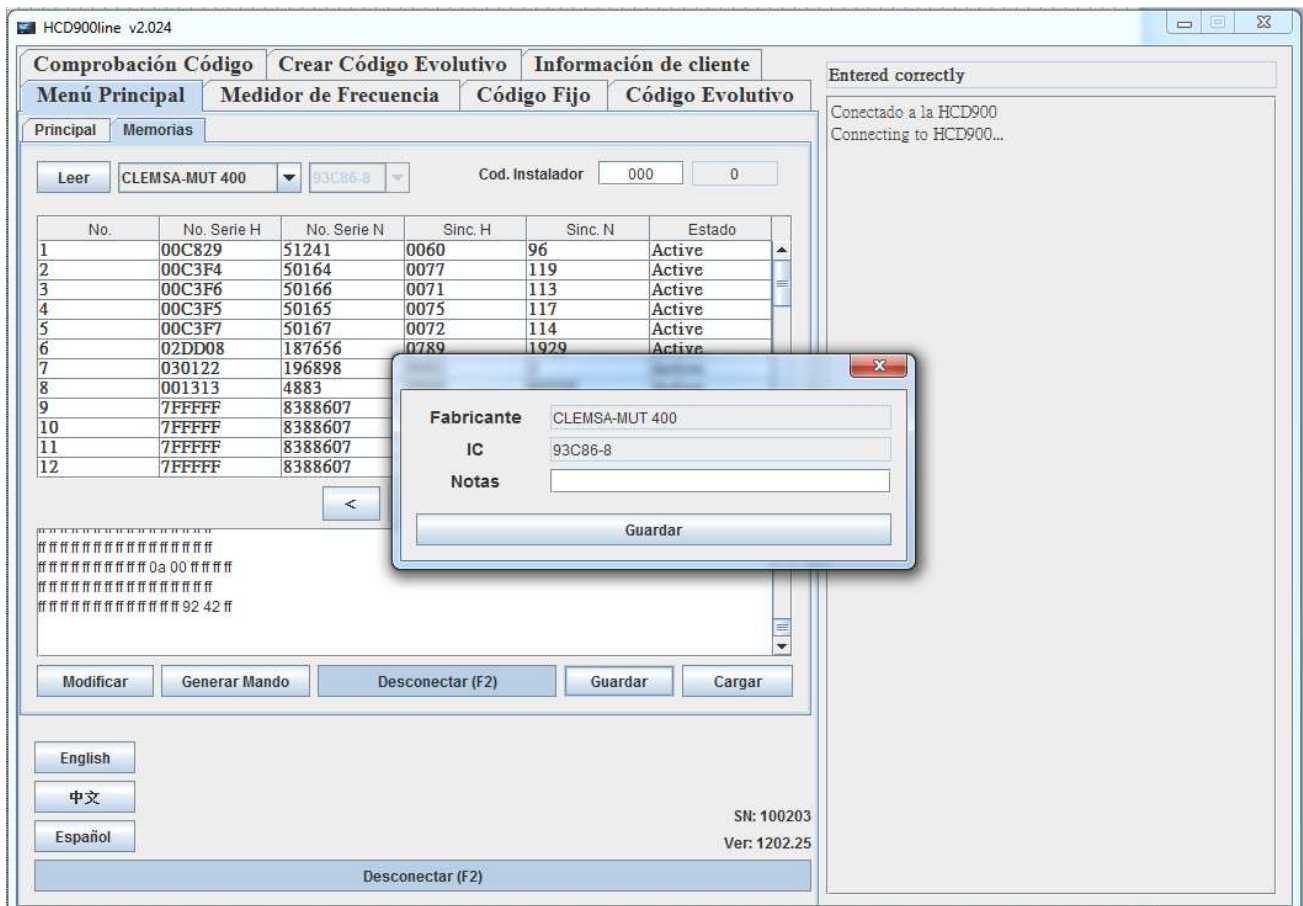 HCD900line v2.024
Comprobación Código Crear Código Evolutivo Información de cliente
Menú Principal Medidor de Frecuencia Código Fijo Código Evolutivo
Principal Memorias
Leer CLEMSA-MUT 400 93C86-8 Cod. Instalador 000 0
No. No. Serie H No. Serie N Sinc. H Sinc. N Estado
1 00C829 51241 0060 96 Active
2 00C3F4 50164 0077 119 Active
3 00C3F6 50166 0071 113 Active
4 00C3F5 50165 0075 117 Active
5 00C3F7 50167 0072 114 Active
6 02DD08 187656 0789 1929 Active
7 030122 196898
8 001313 4883
9 7FFFFF 8388607
10 7FFFFF 8388607
11 7FFFFF 8388607
12 7FFFFF 8388607
<
ff ff ff ff ff ff ff ff ff ff ff ff ff ff ff ff
ff ff ff ff ff ff ff ff ff ff 0a 00 ff ff ff ff
ff ff ff ff ff ff ff ff ff ff ff ff ff ff ff ff
ff ff ff ff ff ff ff ff ff ff ff ff ff 92 42 ff
Modificar Generar Mando Desconectar (F2) Guardar Cargar
English
中文
Español
SN: 100203
Ver: 1202.25
Desconectar (F2)
Fabricante CLEMSA-MUT 400
IC 93C86-8
Notas
Guardar
Entered correctly
Conectado a la HCD900
Connecting to HCD900...